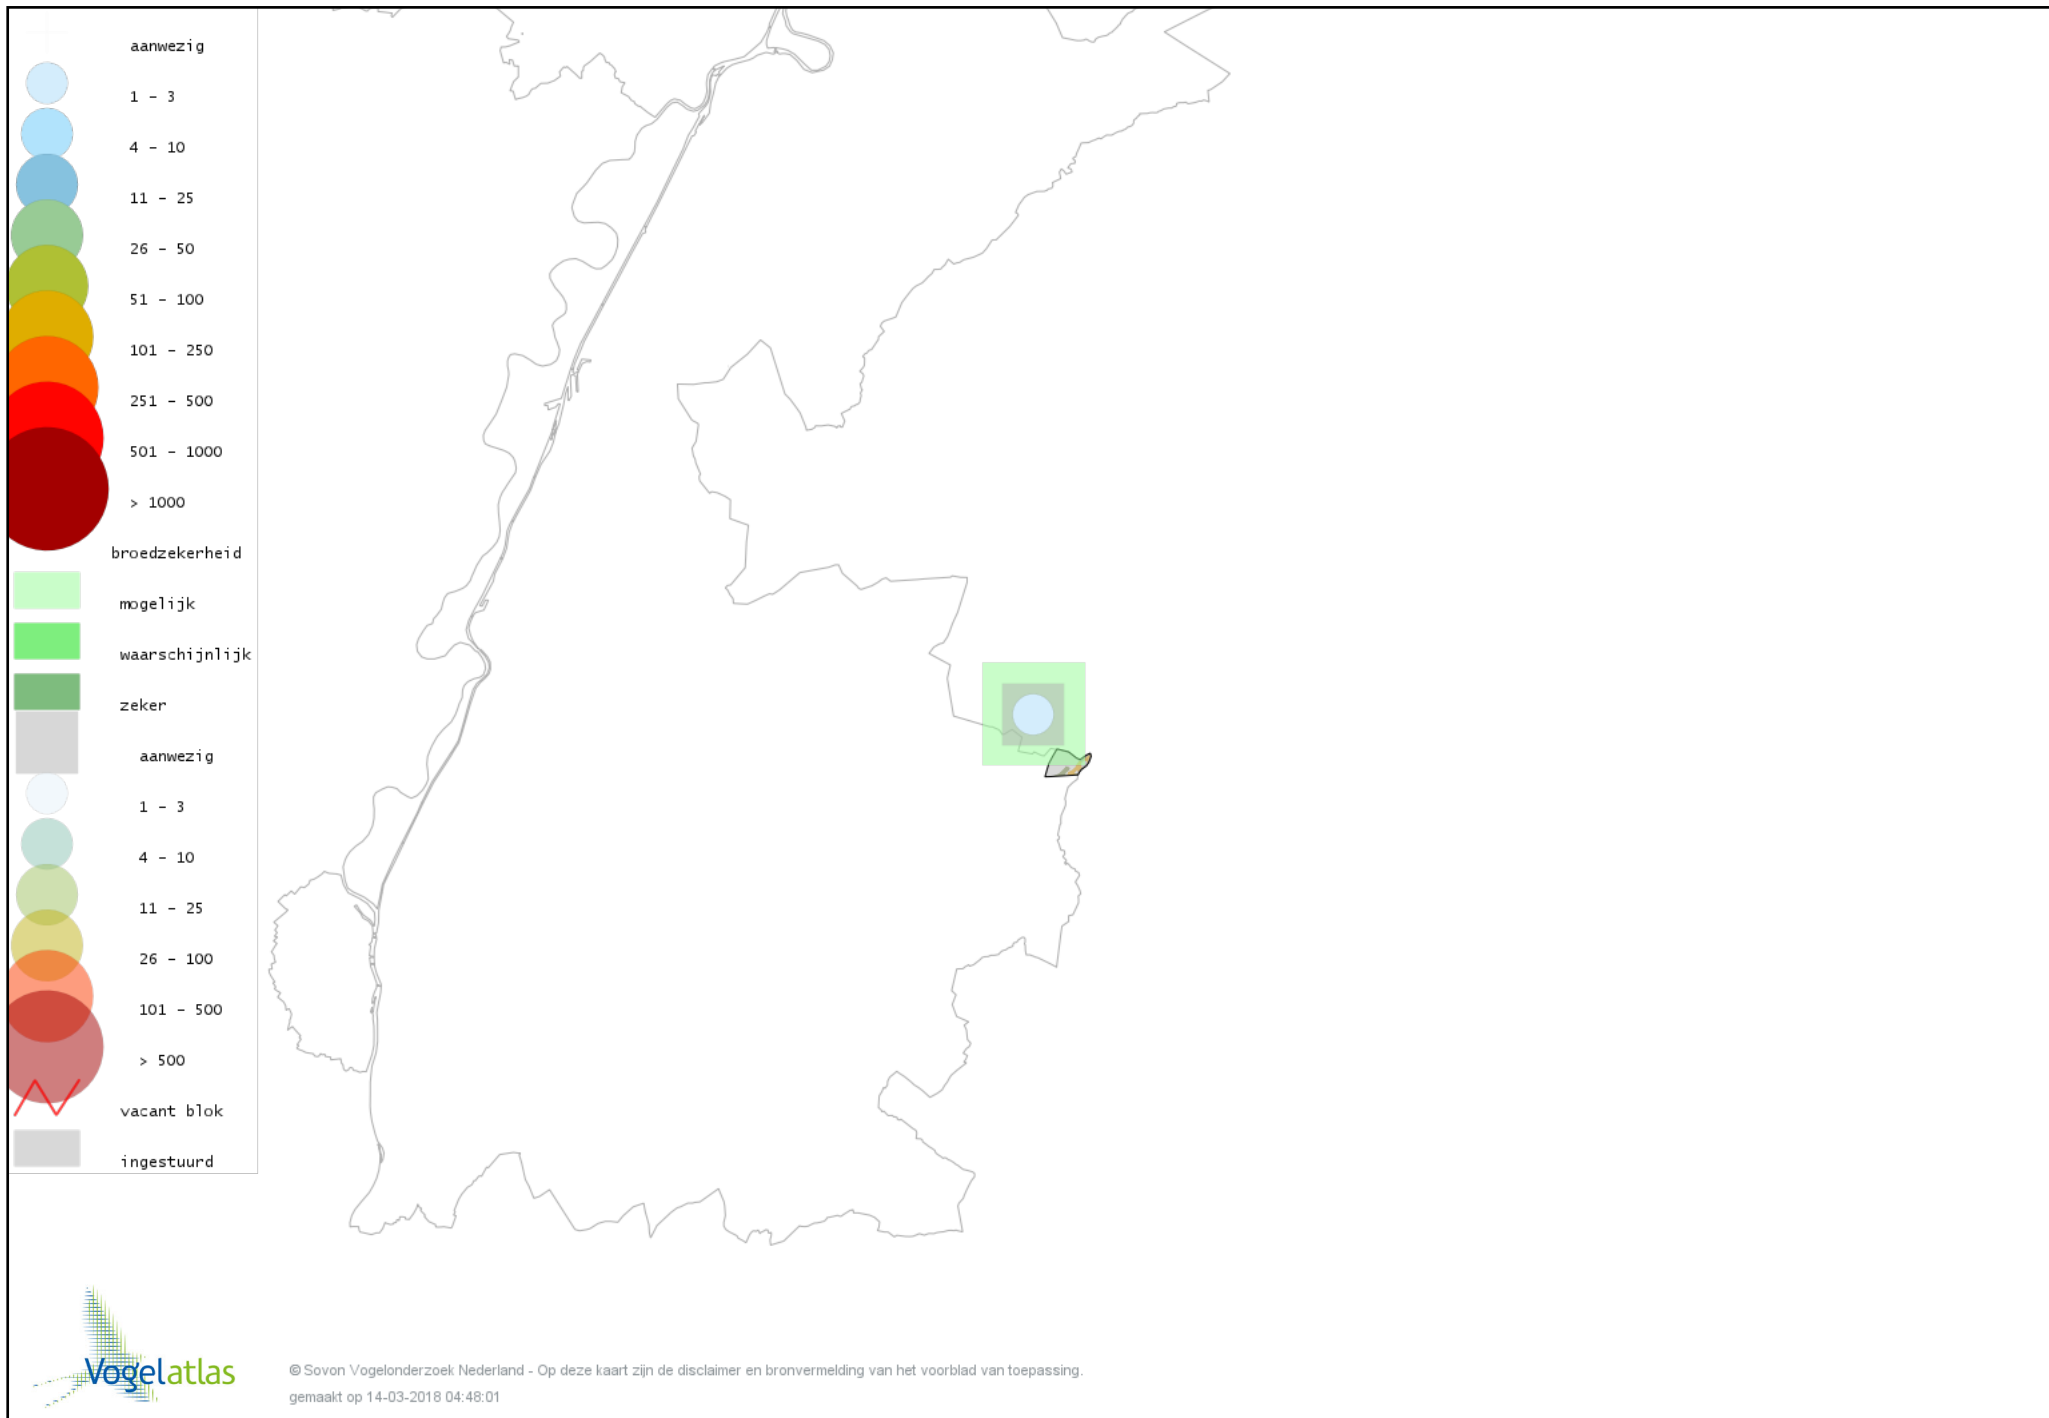 aanwezig
1 - 3
4 - 10
11 - 25
26 - 50
51 - 100
101 - 250
251 - 500
501 - 1000
> 1000
broedzekerheid
mogelijk
waarschijnlijk
zeker
aanwezig
1 - 3
4 - 10
11 - 25
26 - 100
101 - 500
> 500
vacant blok
ingestuurd
Vogelatlas
© Sovon Vogelonderzoek Nederland - Op deze kaart zijn de disclaimer en bronvermelding van het voorblad van toepassing.
gemaakt op 14-03-2018 04:48:01